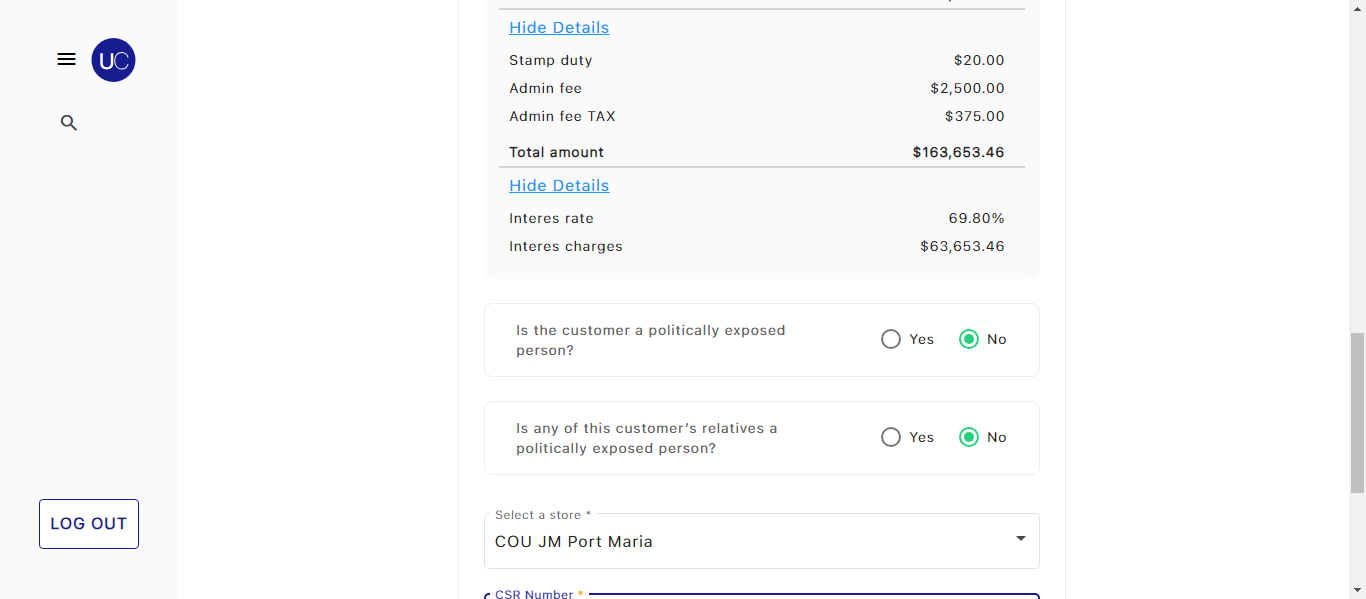 UC
LOG OUT
Hide Details
Stamp duty $20.00
Admin fee $2,500.00
Admin fee TAX $375.00
Total amount $163,653.46
Hide Details
Interes rate 69.80%
Interes charges $63,653.46
Is the customer a politically exposed
person?
Yes No
Is any of this customer's relatives a
politically exposed person?
Yes No
Select a store *
COU JM Port Maria
CSR Number *